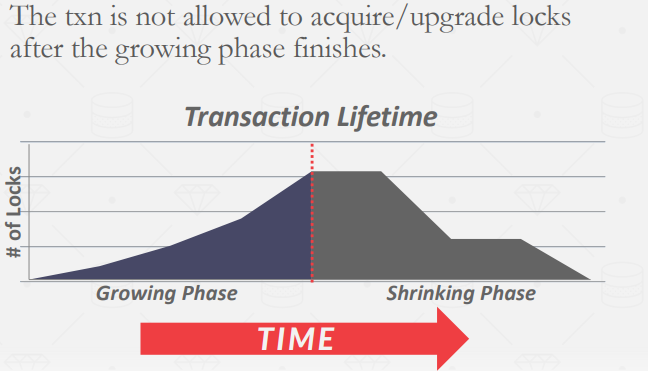 The txn is not allowed to acquire/upgrade locks
after the growing phase finishes.
Transaction Lifetime
# of Locks
Growing Phase
Shrinking Phase
TIME